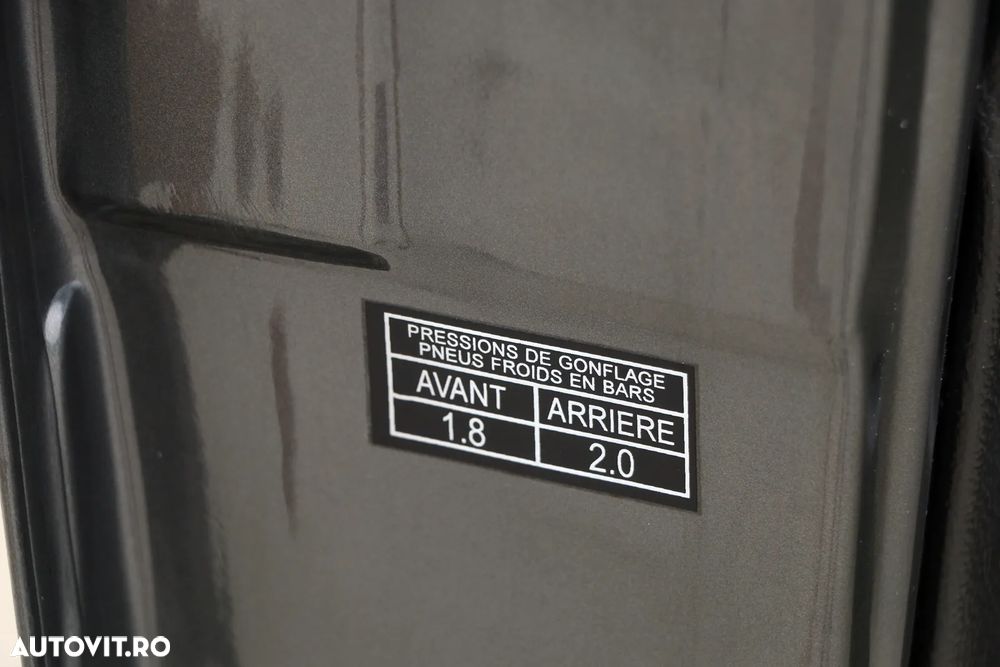 PRESSIONS DE GONFLAGE
PNEUS FROIDS EN BARS
AVANT ARRIERE
1.8 2.0
AUTOVIT.RO